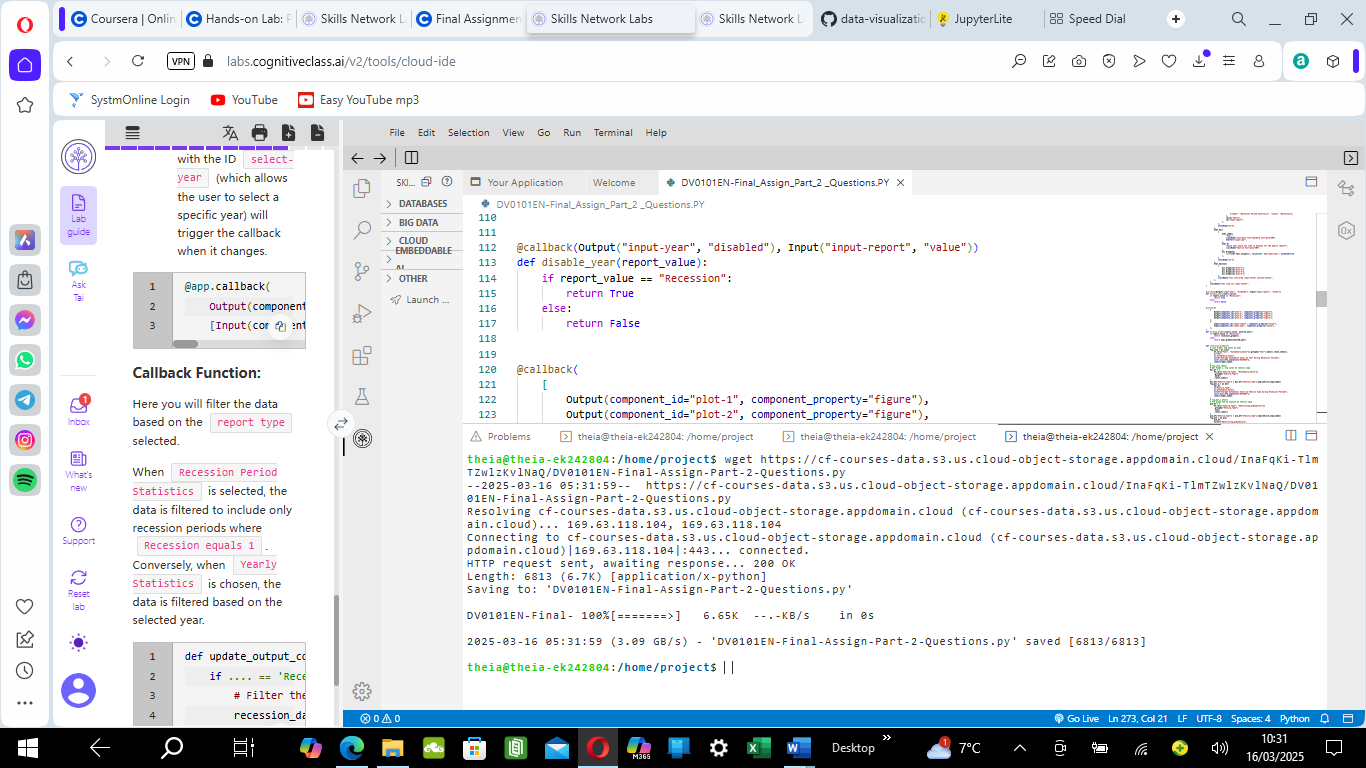 Coursera | Onlin
Hands-on Lab: P
Skills Network La
Final Assignmen
Skills Network Labs
Skills Network L
data-visualizatio
JupyterLite
Speed Dial
VPN
labs.cognitiveclass.ai/v2/tools/cloud-ide
SystmOnline Login
YouTube
Easy YouTube mp3
File Edit Selection View Go Run Terminal Help
Lab
guide
Ask
Tai
1
Inbox
What's
new
Support
Reset
lab
with the ID select-
year (which allows
the user to select a
specific year) will
trigger the callback
when it changes.
1 @app.callback(
2 Output(component
3 [Input(com ent
Callback Function:
Here you will filter the data
based on the report type
selected.
When Recession Period
Statistics is selected, the
data is filtered to include only
recession periods where
Recession equals 1 .
Conversely, when Yearly
Statistics is chosen, the
data is filtered based on the
selected year.
1 def update_output_co
2 if .... == 'Rece
3 # Filter the
4 recession_da
SKI...
DATABASES
BIG DATA
CLOUD
EMBEDDABLE
AI
OTHER
Launch ...
Your Application
Welcome
DV0101EN-Final_Assign_Part_2 _Questions.PY
DV0101EN-Final_Assign_Part_2 _Questions.PY
110
111
112 @callback(Output("input-year", "disabled"), Input("input-report", "value"))
113 def disable_year(report_value):
114 if report_value == "Recession":
115 return True
116 else:
117 return False
118
119
120 @callback(
121 [
122 Output(component_id="plot-1", component_property="figure"),
123 Output(component_id="plot-2", component_property="figure"),
Problems
theia@theia-ek242804: /home/project
theia@theia-ek242804: /home/project
theia@theia-ek242804: /home/project
theia@theia-ek242804:/home/project$ wget https://cf-courses-data.s3.us.cloud-object-storage.appdomain.cloud/InaFqKi-Tlm
TZwlzKvlNaQ/DV0101EN-Final-Assign-Part-2-Questions.py
--2025-03-16 05:31:59-- https://cf-courses-data.s3.us.cloud-object-storage.appdomain.cloud/InaFqKi-TlmTZwlzKvlNaQ/DV01
01EN-Final-Assign-Part-2-Questions.py
Resolving cf-courses-data.s3.us.cloud-object-storage.appdomain.cloud (cf-courses-data.s3.us.cloud-object-storage.appdom
ain.cloud)... 169.63.118.104, 169.63.118.104
Connecting to cf-courses-data.s3.us.cloud-object-storage.appdomain.cloud (cf-courses-data.s3.us.cloud-object-storage.ap
pdomain.cloud)|169.63.118.104|:443... connected.
HTTP request sent, awaiting response... 200 OK
Length: 6813 (6.7K) [application/x-python]
Saving to: 'DV0101EN-Final-Assign-Part-2-Questions.py'
DV0101EN-Final- 100%[=======>] 6.65K --.-KB/s in 0s
2025-03-16 05:31:59 (3.09 GB/s) - 'DV0101EN-Final-Assign-Part-2-Questions.py' saved [6813/6813]
theia@theia-ek242804:/home/project$
0 0
Go Live Ln 273, Col 21 LF UTF-8 Spaces: 4 Python
M365
Desktop
1
7°C
10:31
16/03/2025